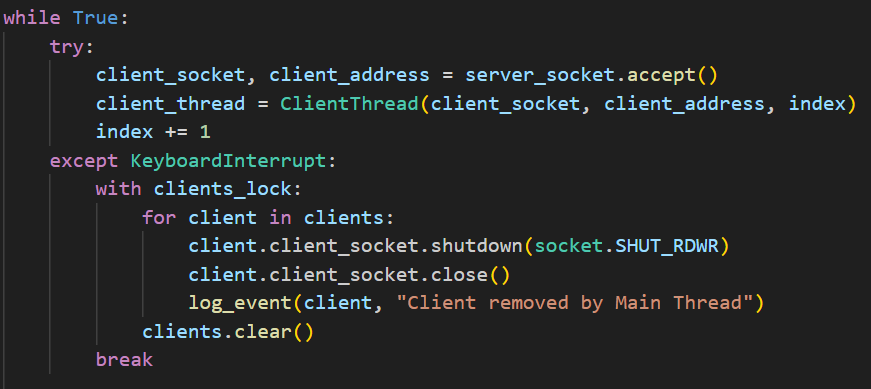 while True:
    try:
        client_socket, client_address = server_socket.accept()
        client_thread = ClientThread(client_socket, client_address, index)
        index += 1
    except KeyboardInterrupt:
        with clients_lock:
            for client in clients:
                client.client_socket.shutdown(socket.SHUT_RDWR)
                client.client_socket.close()
                log_event(client, "Client removed by Main Thread")
            clients.clear()
        break